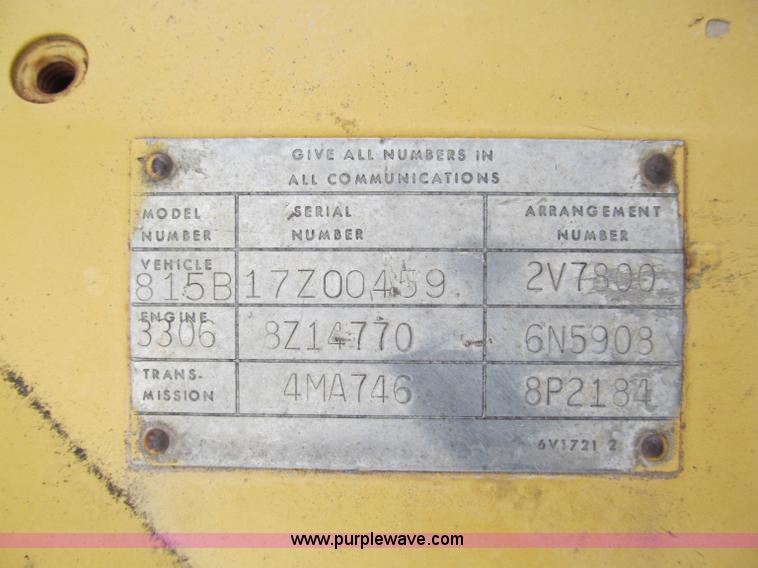 GIVE ALL NUMBERS IN
ALL COMMUNICATIONS
MODEL NUMBER SERIAL NUMBER ARRANGEMENT NUMBER
VEHICLE 815B 17Z00459 2V7800
ENGINE 3306 8Z14770 6N5908
TRANS-MISSION 4MA746 8P2184
6V1721 2
www.purplewave.com